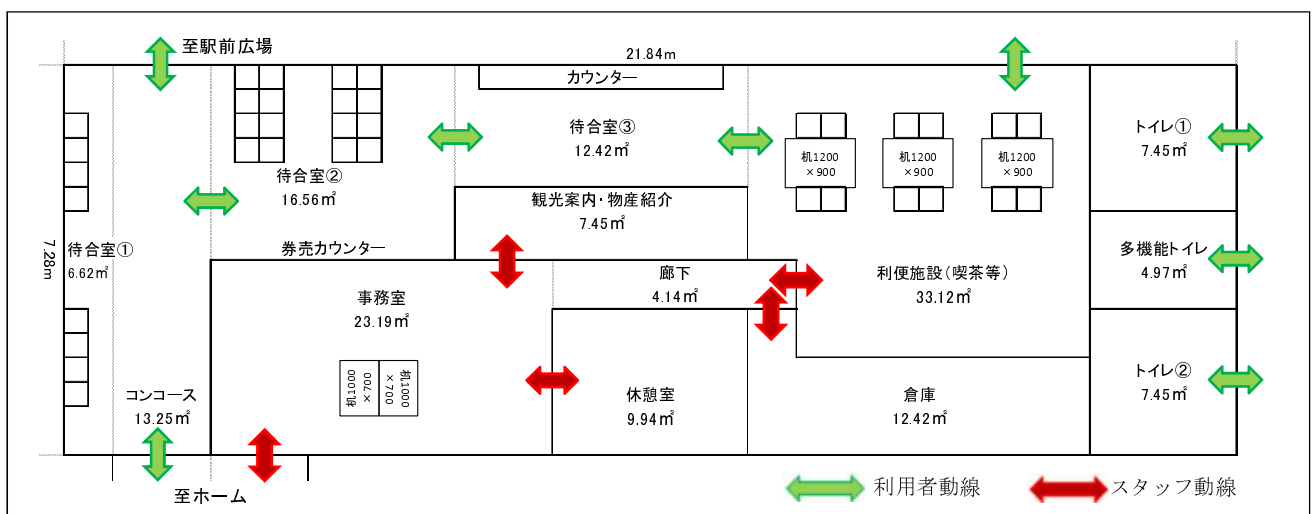 至駅前広場
21.84m
カウンター
待合室③
12.42㎡
トイレ①
7.45㎡
机1200
×900
机1200
×900
机1200
×900
待合室②
16.56㎡
観光案内・物産紹介
7.45㎡
7.28m
待合室①
6.62㎡
券売カウンター
多機能トイレ
4.97㎡
廊下
4.14㎡
利便施設(喫茶等)
33.12㎡
事務室
23.19㎡
机1000
×700
机1000
×700
コンコース
13.25㎡
休憩室
9.94㎡
倉庫
12.42㎡
トイレ②
7.45㎡
至ホーム
利用者動線
スタッフ動線